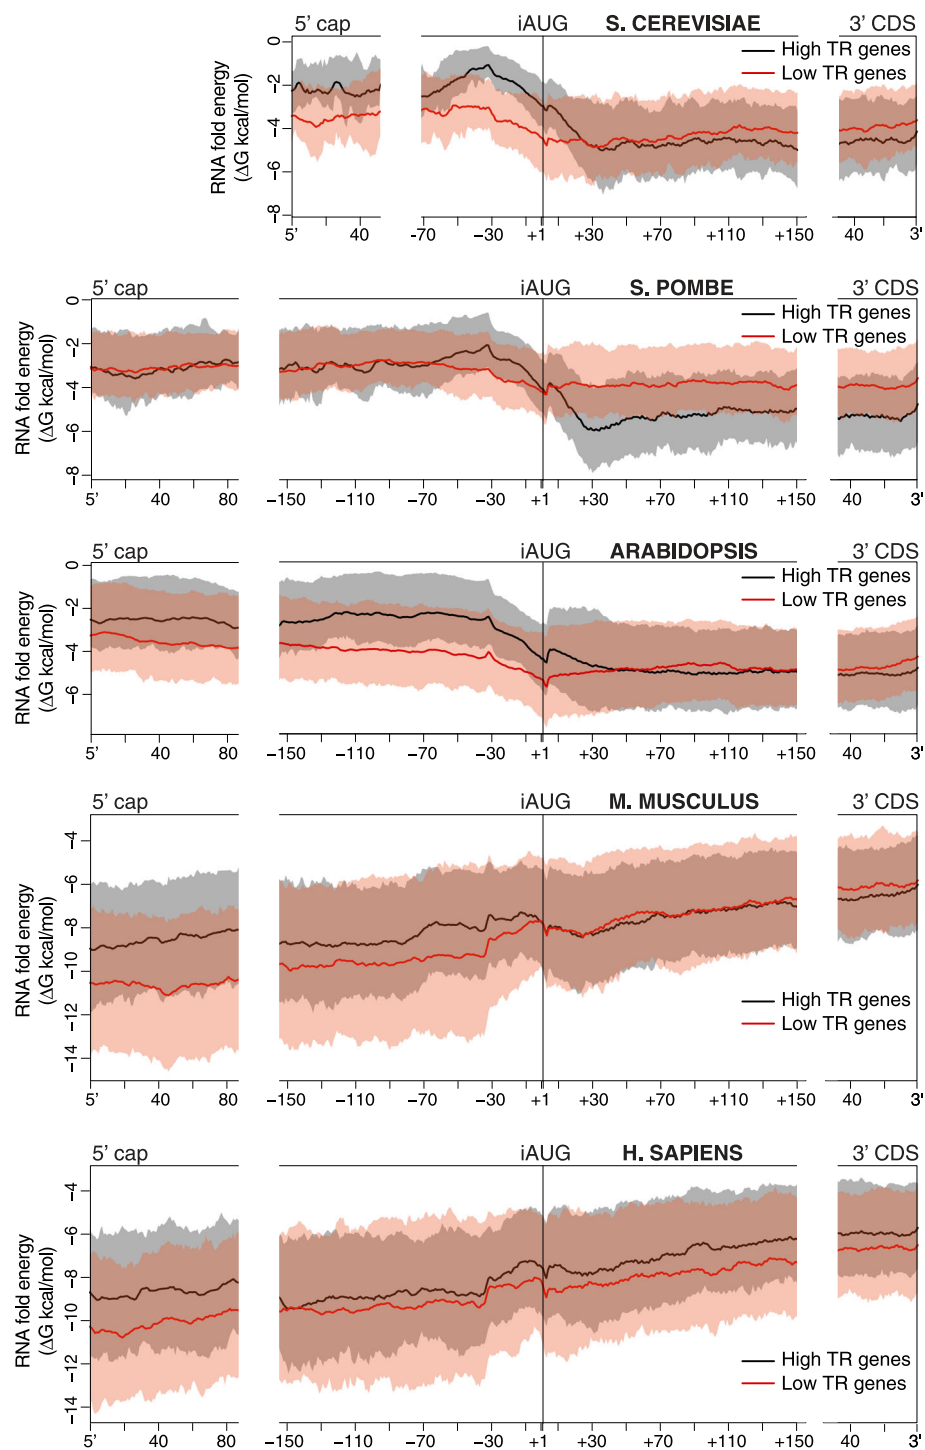 5' cap iAUG S. CEREVISIAE 3' CDS
High TR genes
Low TR genes
RNA fold energy
(ΔG kcal/mol)
0
−2
−4
−6
−8
5' 40 -70 −30 +1 +30 +70 +110 +150 40 3'
5' cap iAUG S. POMBE 3' CDS
High TR genes
Low TR genes
RNA fold energy
(ΔG kcal/mol)
0
−2
−4
−6
−8
5' 40 80 −150 −110 −70 −30 +1 +30 +70 +110 +150 40 3'
5' cap iAUG ARABIDOPSIS 3' CDS
High TR genes
Low TR genes
RNA fold energy
(ΔG kcal/mol)
0
−2
−4
−6
5' 40 80 −150 −110 −70 −30 +1 +30 +70 +110 +150 40 3'
5' cap iAUG M. MUSCULUS 3' CDS
RNA fold energy
(ΔG kcal/mol)
−4
−6
−8
−10
−12
−14
High TR genes
Low TR genes
5' 40 80 −150 −110 −70 −30 +1 +30 +70 +110 +150 40 3'
5' cap iAUG H. SAPIENS 3' CDS
RNA fold energy
(ΔG kcal/mol)
−4
−6
−8
−10
−12
−14
High TR genes
Low TR genes
5' 40 80 −150 −110 −70 −30 +1 +30 +70 +110 +150 40 3'